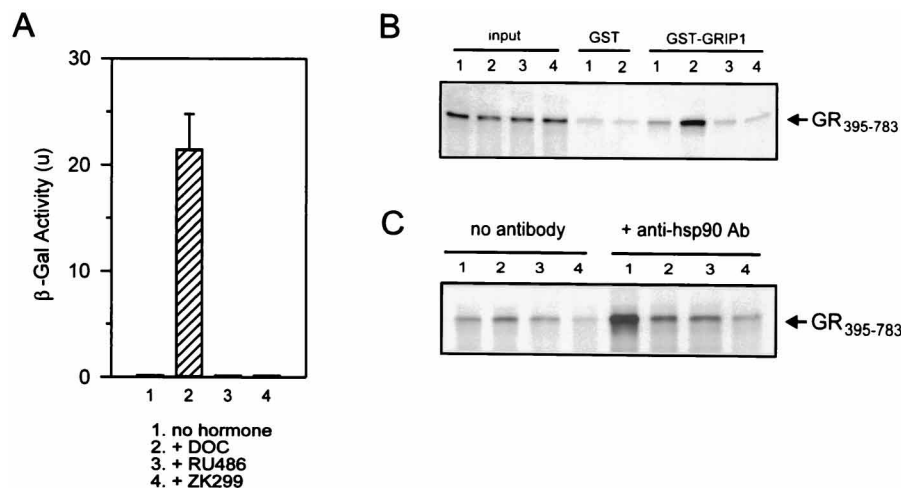 A
β-Gal Activity (u)
30
20
10
0
1 2 3 4
1. no hormone
2. + DOC
3. + RU486
4. + ZK299
B
input GST GST-GRIP1
1 2 3 4 1 2 1 2 3 4
GR395-783
C
no antibody + anti-hsp90 Ab
1 2 3 4 1 2 3 4
GR395-783